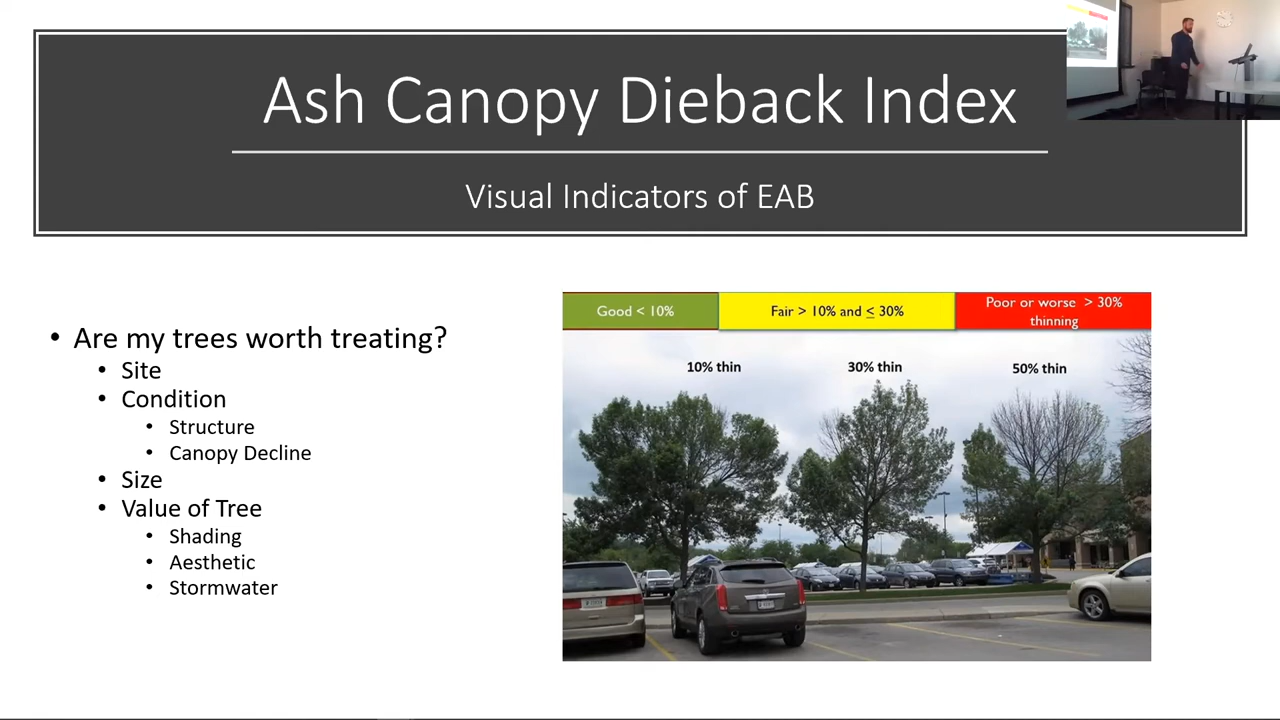 Ash Canopy Dieback Index
Visual Indicators of EAB
• Are my trees worth treating?
• Site
• Condition
• Structure
• Canopy Decline
• Size
• Value of Tree
• Shading
• Aesthetic
• Stormwater
Good < 10%
Fair > 10% and ≤ 30%
Poor or worse > 30%
thinning
10% thin
30% thin
50% thin